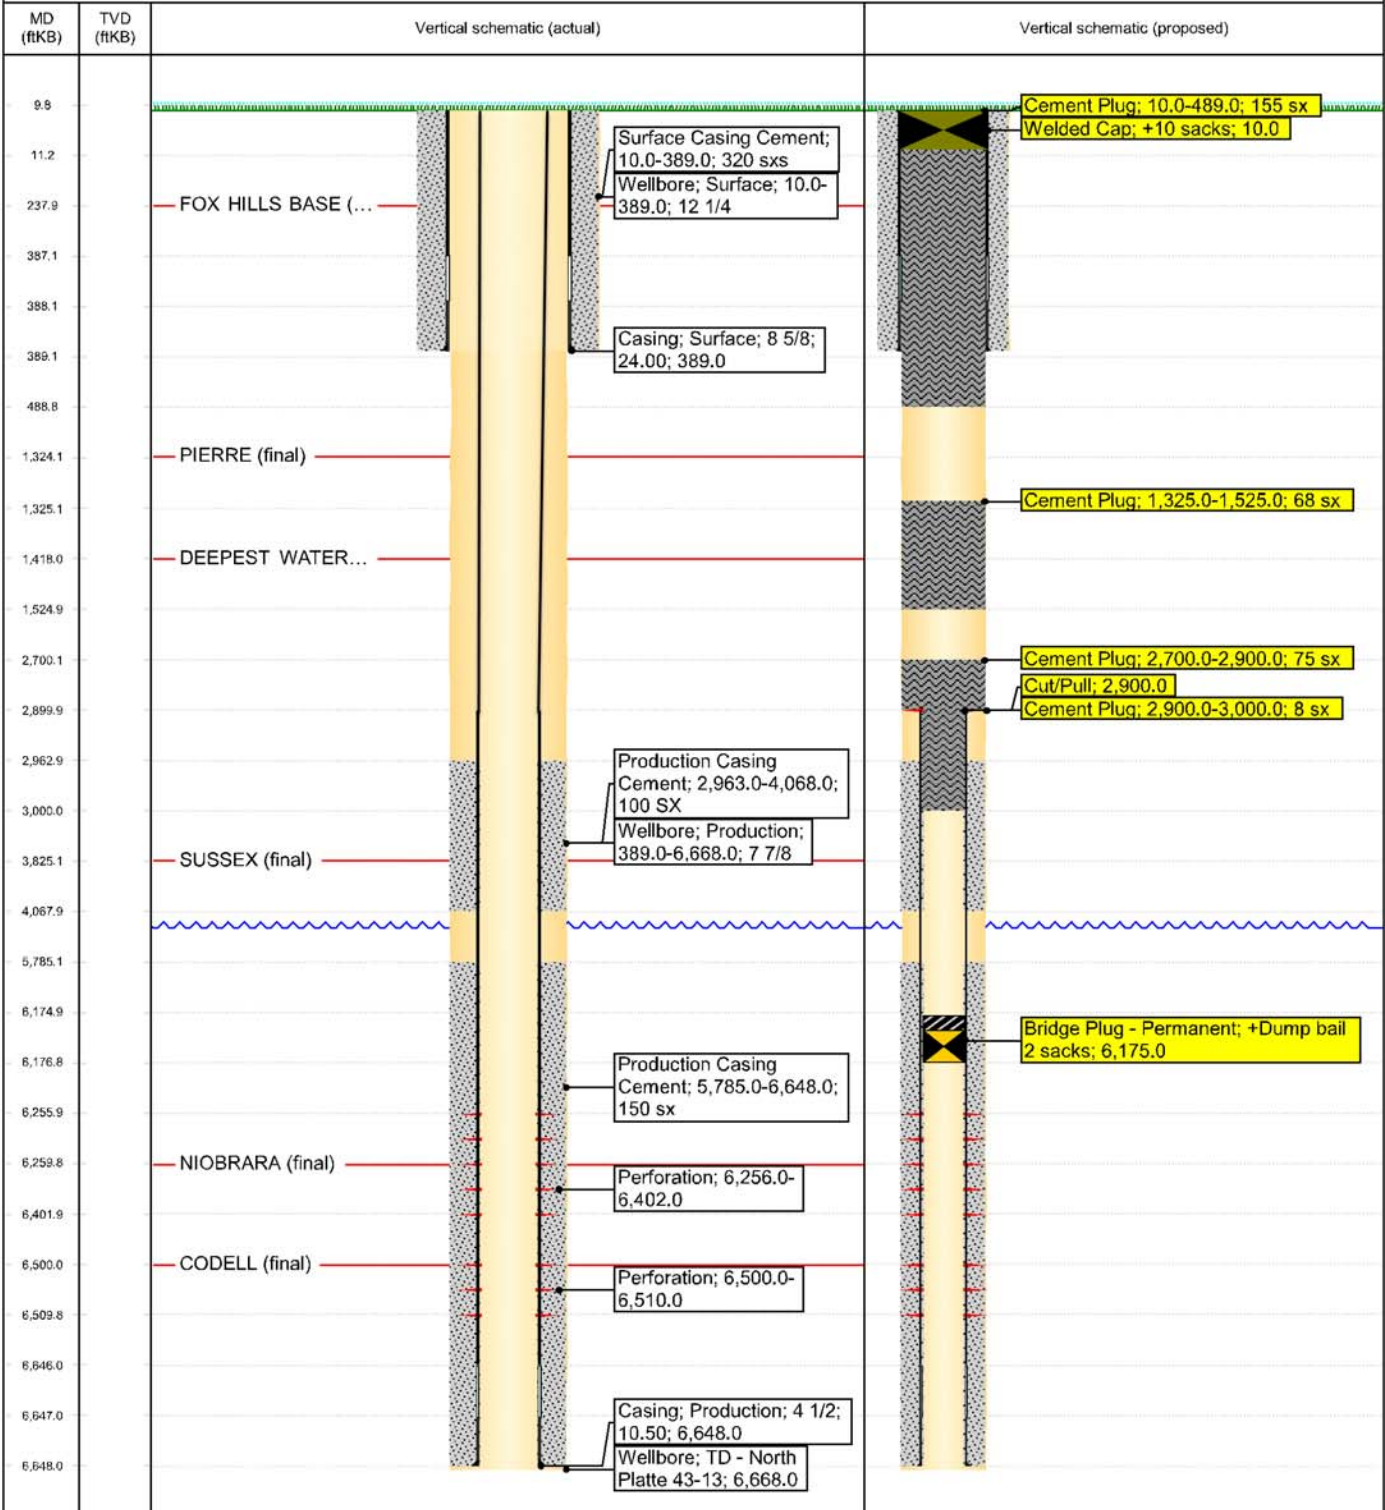 MD
(ftKB)
TVD
(ftKB)
Vertical schematic (actual)
Vertical schematic (proposed)
9.8
11.2
237.9
387.1
388.1
389.1
488.8
1,324.1
1,325.1
1,418.0
1,524.9
2,700.1
2,899.9
2,962.9
3,000.0
3,825.1
4,067.9
5,785.1
6,174.9
6,176.8
6,255.9
6,259.8
6,401.9
6,500.0
6,509.8
6,646.0
6,647.0
6,648.0
FOX HILLS BASE (...
PIERRE (final)
DEEPEST WATER...
SUSSEX (final)
NIOBRARA (final)
CODELL (final)
Surface Casing Cement;
10.0-389.0; 320 sxs
Wellbore; Surface; 10.0-
389.0; 12 1/4
Casing; Surface; 8 5/8;
24.00; 389.0
Production Casing
Cement; 2,963.0-4,068.0;
100 SX
Wellbore; Production;
389.0-6,668.0; 7 7/8
Production Casing
Cement; 5,785.0-6,648.0;
150 sx
Perforation; 6,256.0-
6,402.0
Perforation; 6,500.0-
6,510.0
Casing; Production; 4 1/2;
10.50; 6,648.0
Wellbore; TD - North
Platte 43-13; 6,668.0
Cement Plug; 10.0-489.0; 155 sx
Welded Cap; +10 sacks; 10.0
Cement Plug; 1,325.0-1,525.0; 68 sx
Cement Plug; 2,700.0-2,900.0; 75 sx
Cut/Pull; 2,900.0
Cement Plug; 2,900.0-3,000.0; 8 sx
Bridge Plug - Permanent; +Dump bail
2 sacks; 6,175.0